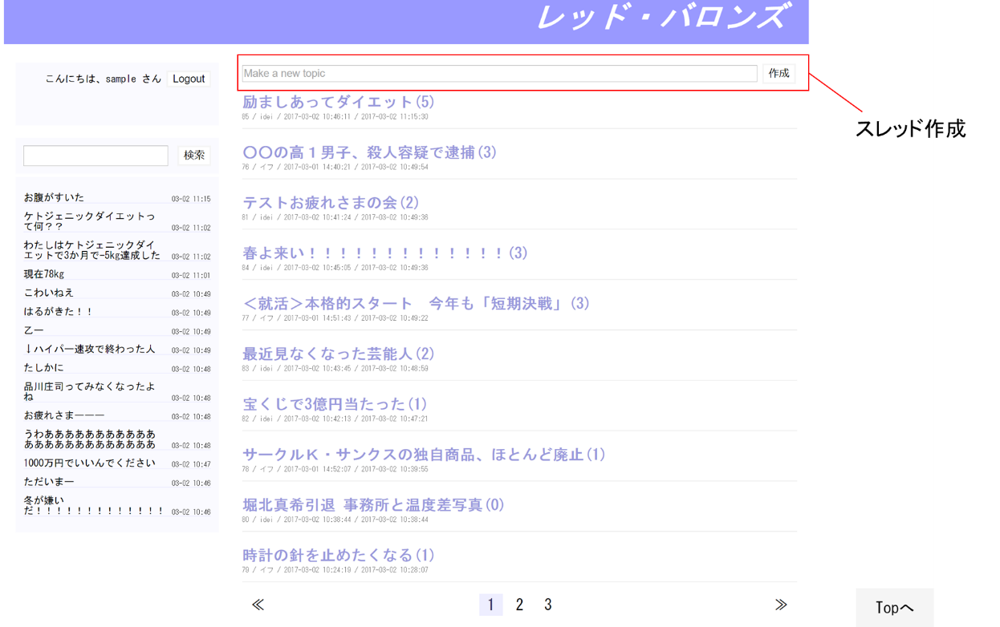 レッド・バロンズ
こんにちは、sample さん Logout
Make a new topic 作成
スレッド作成
検索
お腹がすいた 03-02 11:15
ケトジェニックダイエットっ
て何？？ 03-02 11:02
わたしはケトジェニックダイ
エットで3か月で-5kg達成した 03-02 11:02
現在78kg 03-02 11:01
こわいねえ 03-02 10:49
はるがきた！！ 03-02 10:49
乙ー 03-02 10:49
↓ハイパー速攻で終わった人 03-02 10:49
たしかに 03-02 10:48
品川庄司ってみなくなったよ
ね 03-02 10:48
お疲れさまーーー 03-02 10:48
うわあああああああああああ
あああああああああああああ 03-02 10:48
1000万円でいいんでください 03-02 10:47
ただいまー 03-02 10:46
冬が嫌い
だ！！！！！！！！！！！！！ 03-02 10:46
励ましあってダイエット(5)
85 / idei / 2017-03-02 10:46:11 / 2017-03-02 11:15:30
〇〇の高１男子、殺人容疑で逮捕(3)
76 / イフ / 2017-03-01 14:40:21 / 2017-03-02 10:49:54
テストお疲れさまの会(2)
81 / idei / 2017-03-02 10:41:24 / 2017-03-02 10:49:36
春よ来い！！！！！！！！！！！！！(3)
84 / idei / 2017-03-02 10:45:05 / 2017-03-02 10:49:36
＜就活＞本格的スタート　今年も「短期決戦」(3)
77 / イフ / 2017-03-01 14:51:43 / 2017-03-02 10:49:22
最近見なくなった芸能人(2)
83 / idei / 2017-03-02 10:43:45 / 2017-03-02 10:48:59
宝くじで3億円当たった(1)
82 / idei / 2017-03-02 10:42:13 / 2017-03-02 10:47:21
サークルＫ・サンクスの独自商品、ほとんど廃止(1)
78 / イフ / 2017-03-01 14:52:07 / 2017-03-02 10:39:55
堀北真希引退 事務所と温度差写真(0)
80 / idei / 2017-03-02 10:38:44 / 2017-03-02 10:38:44
時計の針を止めたくなる(1)
79 / イフ / 2017-03-02 10:24:19 / 2017-03-02 10:28:07
≪ 1 2 3 ≫
Topへ